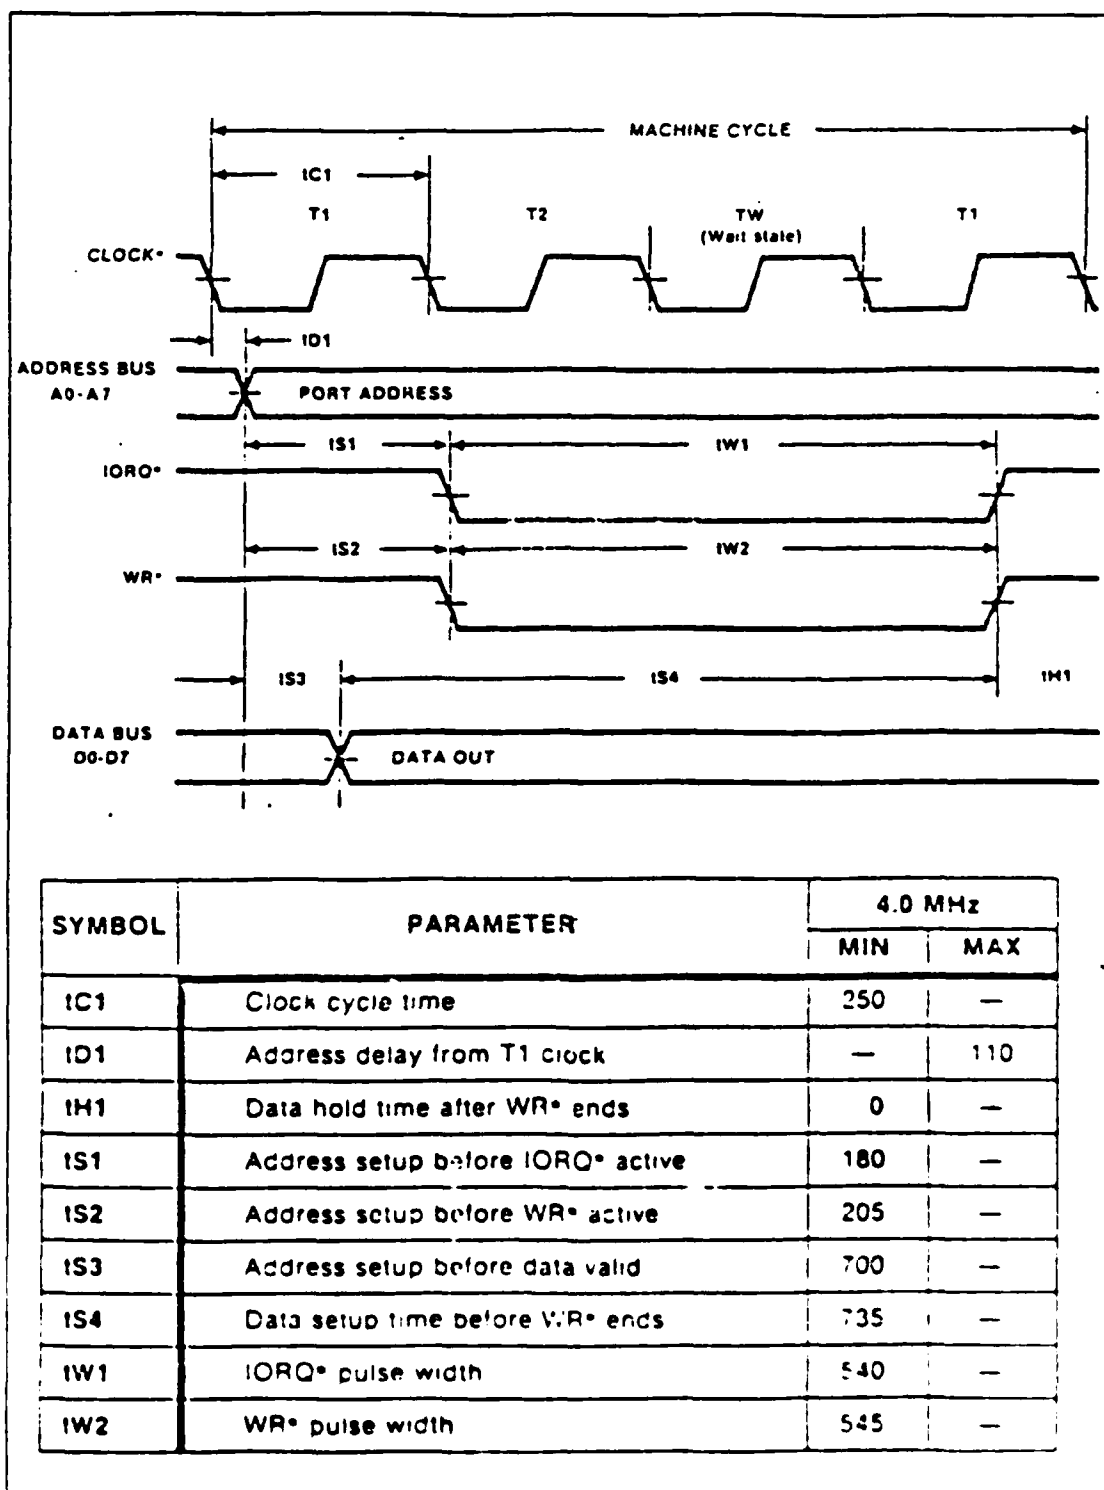 MACHINE CYCLE
tC1
T1 T2 TW T1
(Wait state)
CLOCK*
tD1
ADDRESS BUS
A0-A7
PORT ADDRESS
tS1 tW1
IORQ*
tS2 tW2
WR*
tS3 tS4 tH1
DATA BUS
D0-D7
DATA OUT
SYMBOL PARAMETER 4.0 MHz
MIN MAX
tC1 Clock cycle time 250 —
tD1 Address delay from T1 clock — 110
tH1 Data hold time after WR* ends 0 —
tS1 Address setup before IORQ* active 180 —
tS2 Address setup before WR* active 205 —
tS3 Address setup before data valid —
tS4 Data setup time before WR* ends 735 —
tW1 IORQ* pulse width 540 —
tW2 WR* pulse width 545 —